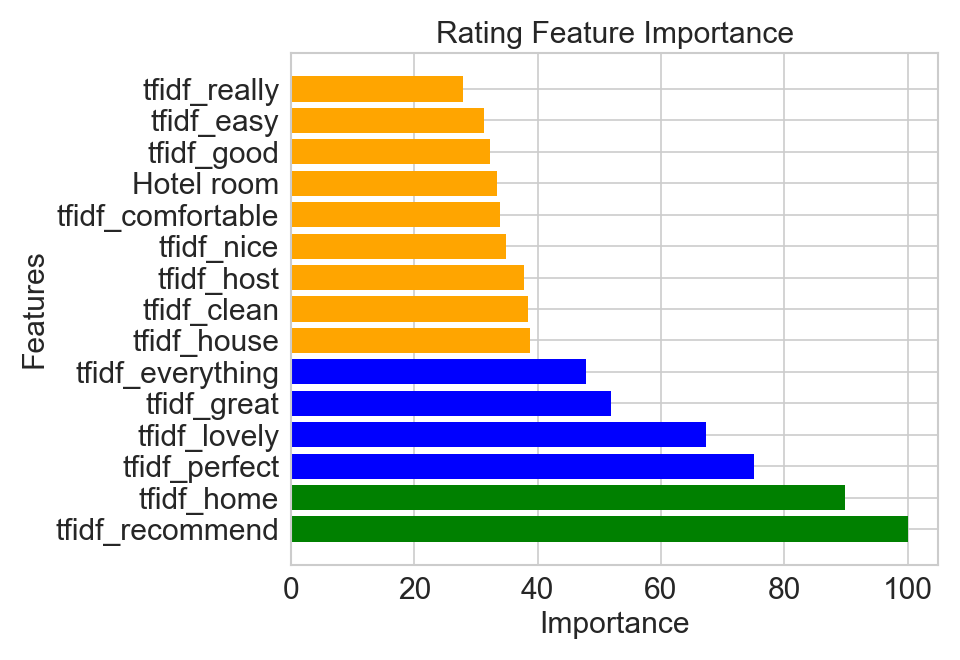 Rating Feature Importance
tfidf_really
tfidf_easy
tfidf_good
Hotel room
tfidf_comfortable
tfidf_nice
tfidf_host
tfidf_clean
tfidf_house
tfidf_everything
tfidf_great
tfidf_lovely
tfidf_perfect
tfidf_home
tfidf_recommend
Features
0 20 40 60 80 100
Importance